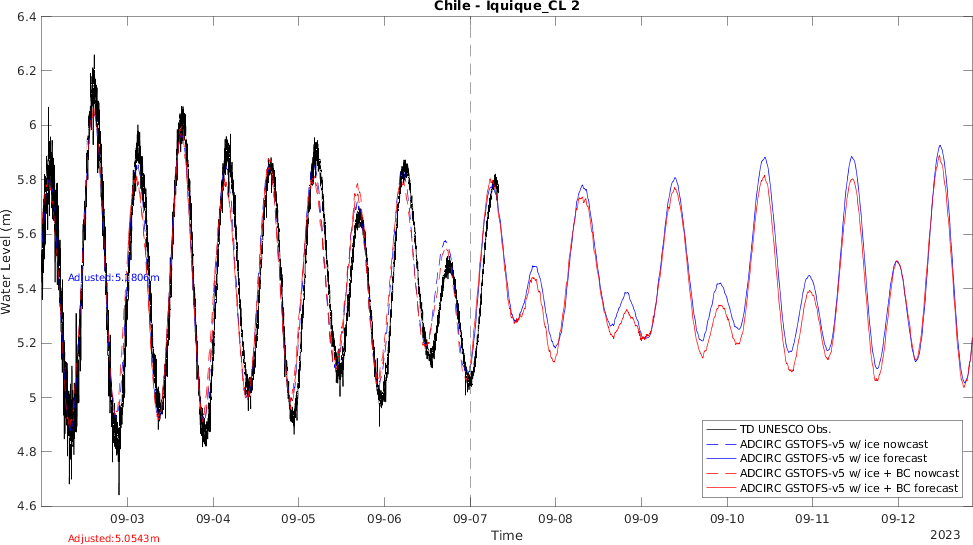 Chile - Iquique_CL 2
6.4
6.2
6
5.8
5.6
5.4
5.2
5
4.8
4.6
Water Level (m)
Adjusted:5.1806m
Adjusted:5.0543m
09-03
09-04
09-05
09-06
09-07
09-08
09-09
09-10
09-11
09-12
Time
2023
TD UNESCO Obs.
ADCIRC GSTOFS-v5 w/ ice nowcast
ADCIRC GSTOFS-v5 w/ ice forecast
ADCIRC GSTOFS-v5 w/ ice + BC nowcast
ADCIRC GSTOFS-v5 w/ ice + BC forecast